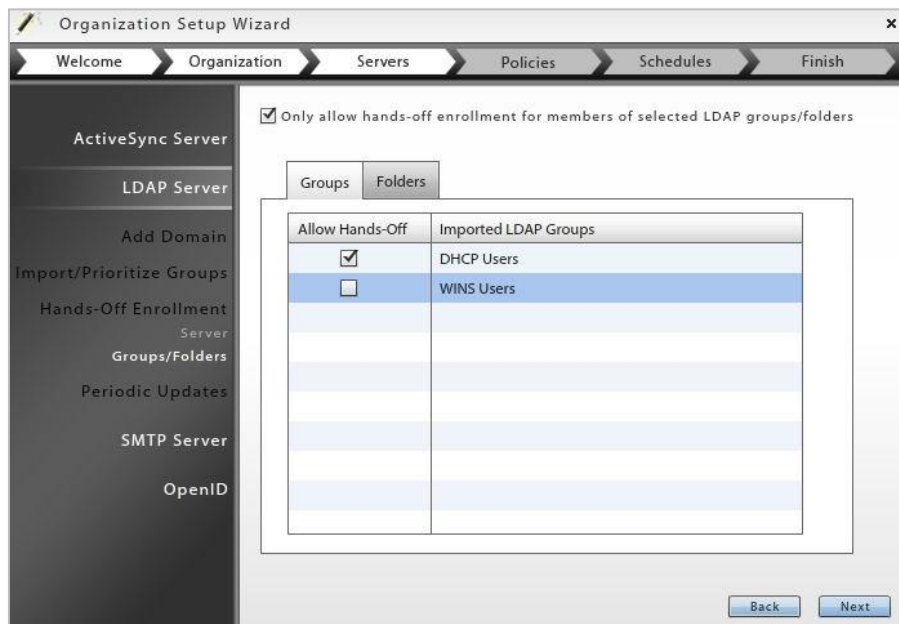 Organization Setup Wizard
Welcome Organization Servers Policies Schedules Finish
ActiveSync Server
LDAP Server
Add Domain
Import/Prioritize Groups
Hands-Off Enrollment
Server
Groups/Folders
Periodic Updates
SMTP Server
OpenID
Only allow hands-off enrollment for members of selected LDAP groups/folders
Groups Folders
Allow Hands-Off Imported LDAP Groups
DHCP Users
WINS Users
Back Next